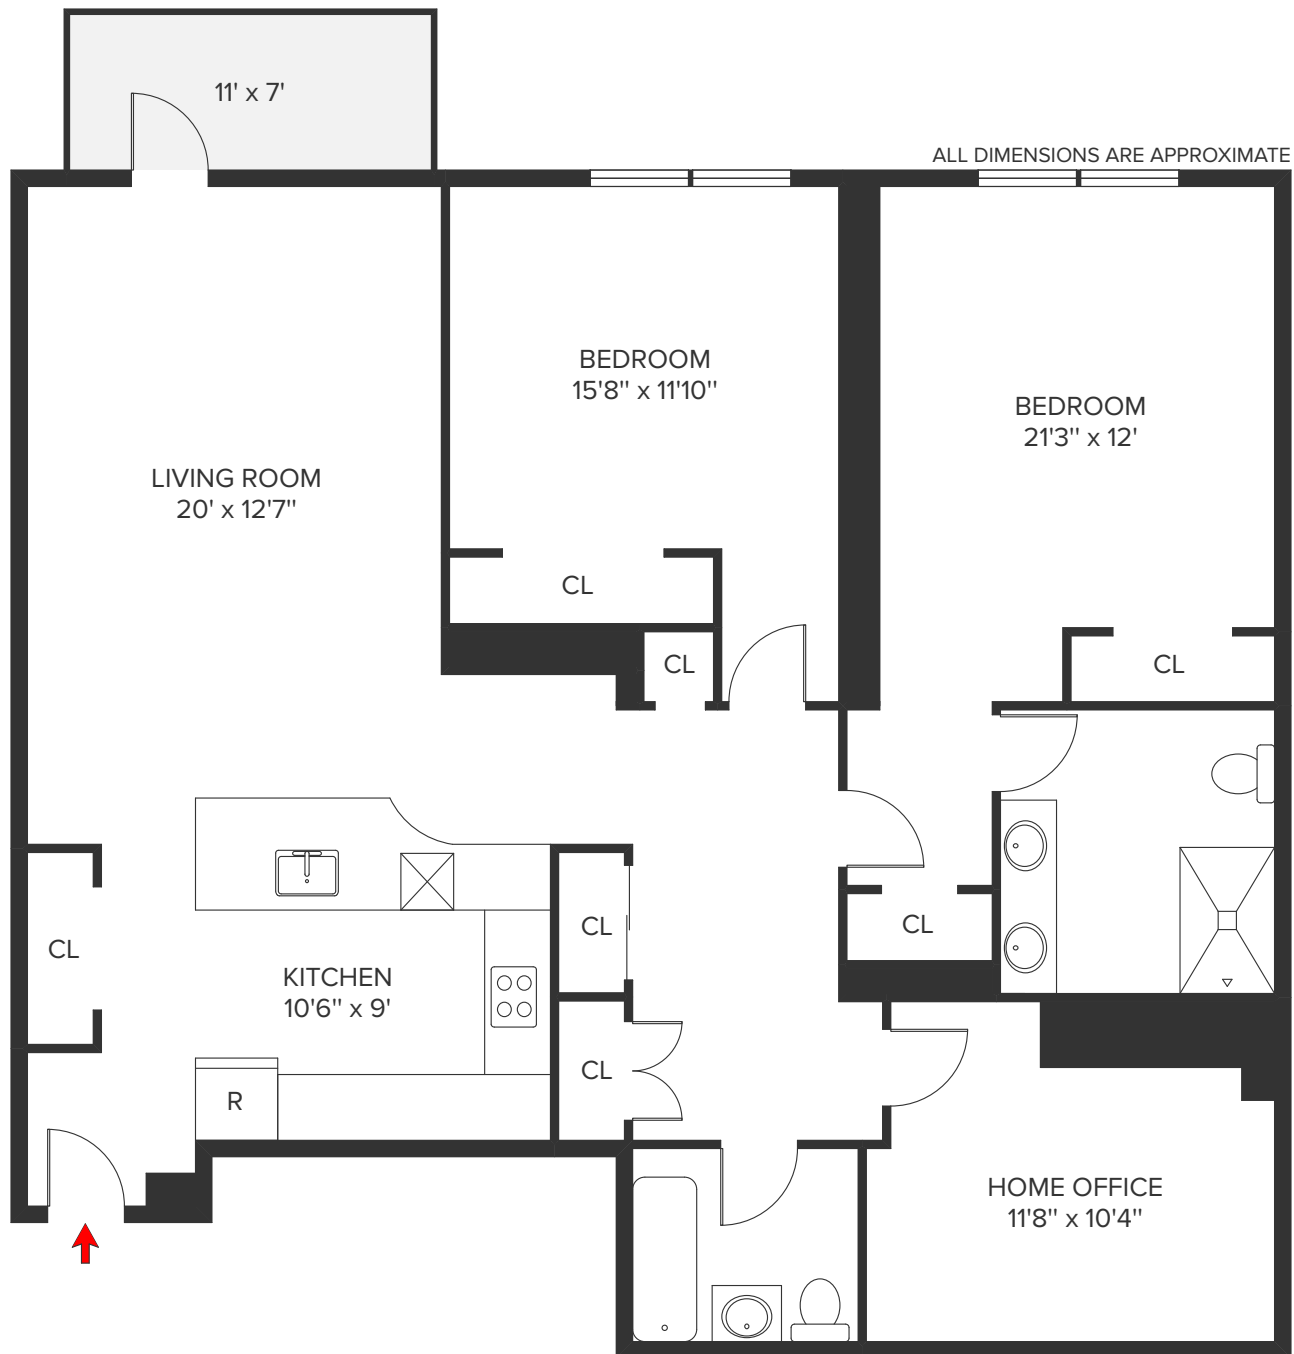 11' x 7'
ALL DIMENSIONS ARE APPROXIMATE
BEDROOM
15'8" x 11'10"
BEDROOM
21'3" x 12'
LIVING ROOM
20' x 12'7"
CL
CL
CL
CL
CL
CL
KITCHEN
10'6" x 9'
CL
R
HOME OFFICE
11'8" x 10'4"